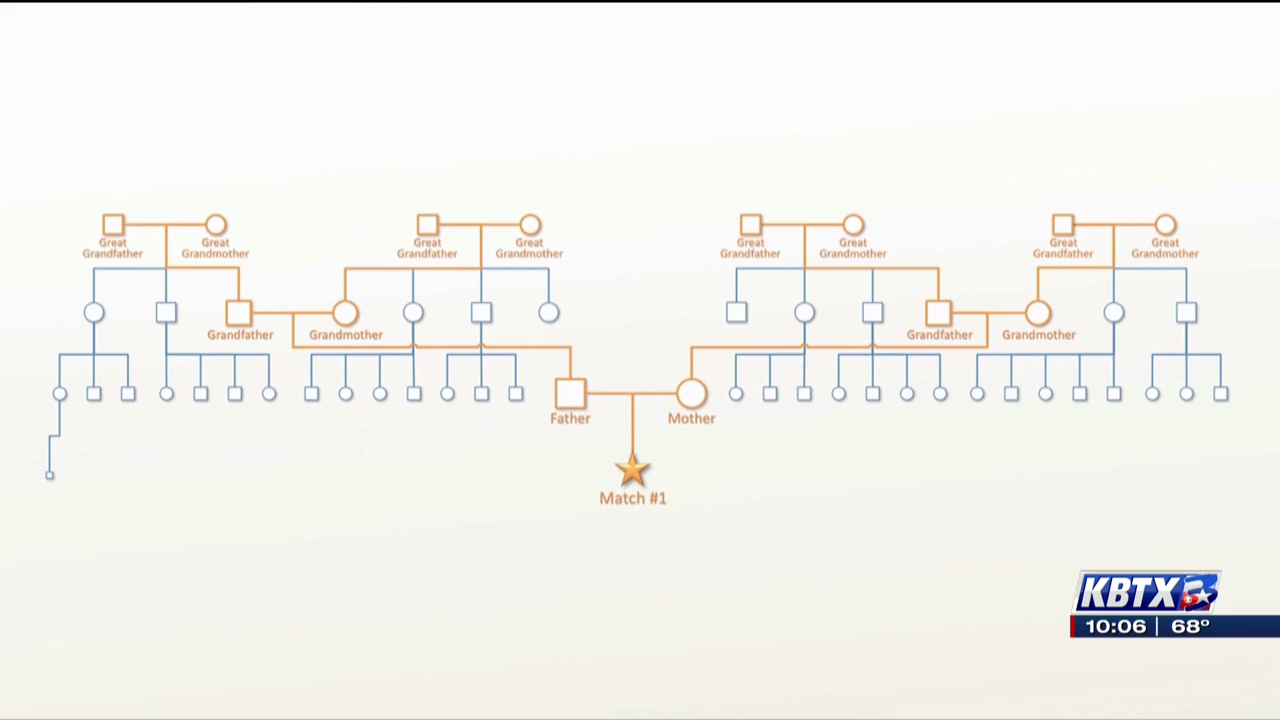 Great Great Great Great Great Great Great Great
Grandfather Grandmother Grandfather Grandmother Grandfather Grandmother Grandfather Grandmother
Grandfather Grandmother Grandfather Grandmother
Father Mother
Match #1
KBTX 3
10:06 | 68°